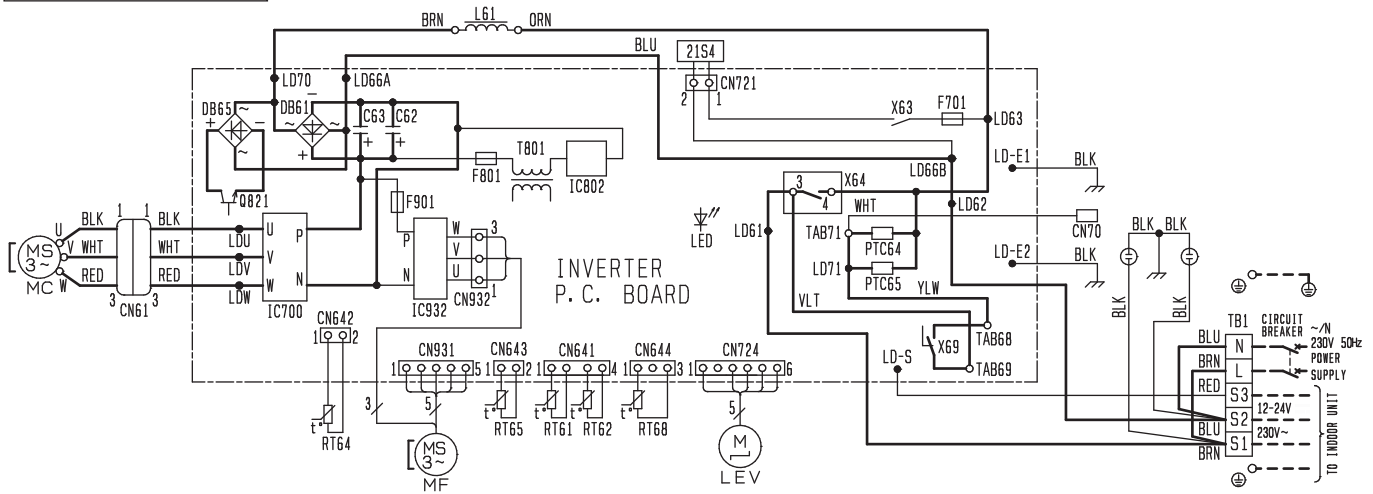 BRN L61 ORN
BLU
21S4
LD70 LD66A
CN721
2 1
DB65 DB61
+ ~ − ~ − ~ + ~
C63 C62
+ +
X63 F701
LD63
T801
F801 IC802
Q821
F901
LD66B
LD-E1 BLK
3 X64
4
WHT
LD62
LED
LD61
TAB71
PTC64
CN70
LD71
PTC65
LD-E2 BLK
VLT YLW
X69
TAB68
TAB69
LD-S
U BLK 1 1 BLK LDU U P
MS 3~ V WHT WHT LDV V
MC W RED 3 3 RED LDW W N
CN61 IC700
P W 3
V
N U 1
IC932 CN932
INVERTER
P. C. BOARD
CN642
1 2
t°
RT64
CN931
1 5
3 5
MS
3~
MF
CN643
1 2
t°
RT65
CN641
1 4
t° t°
RT61 RT62
CN644
1 3
t°
RT68
CN724
1 6
5
M
LEV
BLK BLK
BLK BLK
TB1
BLU N
BRN L
RED S3
S2
BLU
S1
BRN
CIRCUIT
BREAKER
~/N
230V 50Hz
POWER
SUPPLY
12-24V
230V~
TO INDOOR UNIT